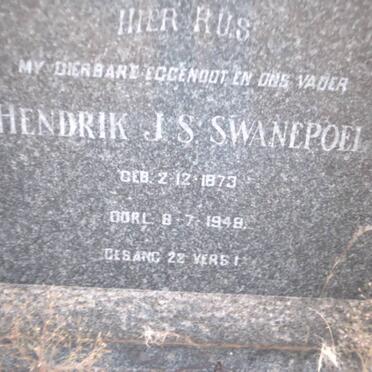 HIER RUS
MY DIERBARE EGGENOOT EN ONS VADER
HENDRIK J.S. SWANEPOEL
GEB. 2-12-1873
OORL. 8-7-1948.
GESANG 22 VERS 1